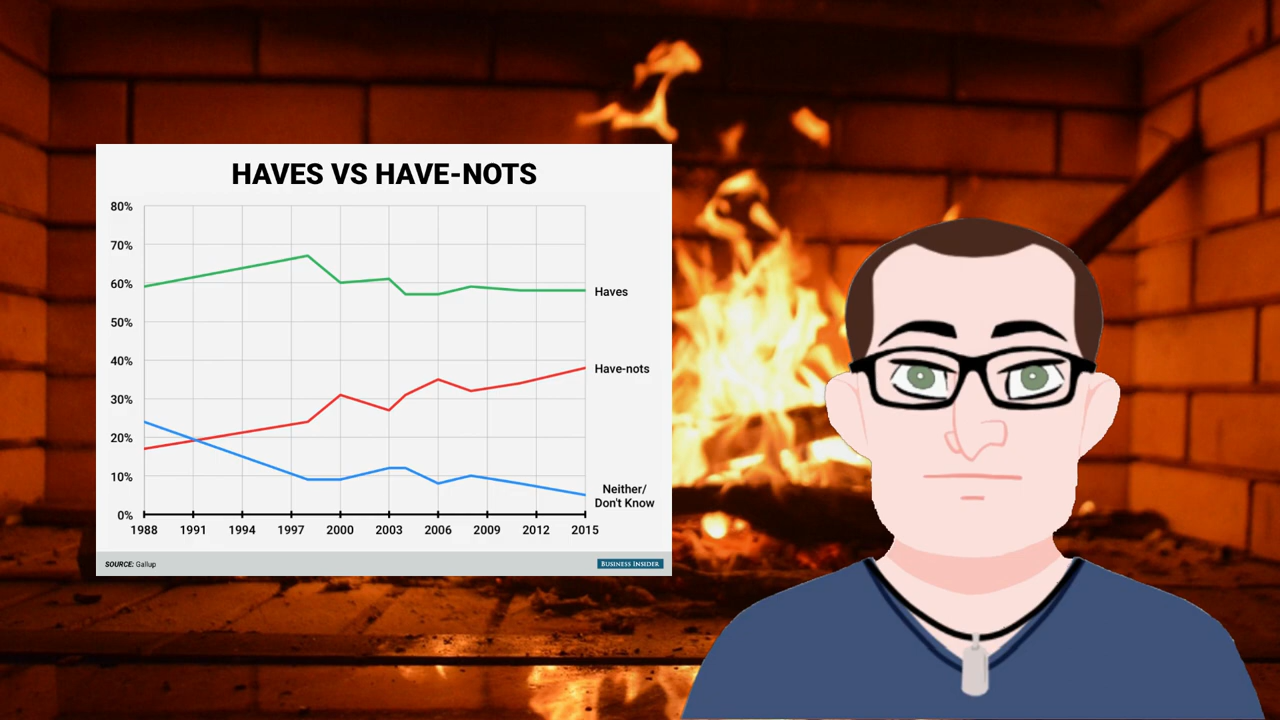 HAVES VS HAVE-NOTS
80%
70%
60%
50%
40%
30%
20%
10%
0%
Haves
Have-nots
Neither/
Don't Know
1988 1991 1994 1997 2000 2003 2006 2009 2012 2015
SOURCE: Gallup
BUSINESS INSIDER